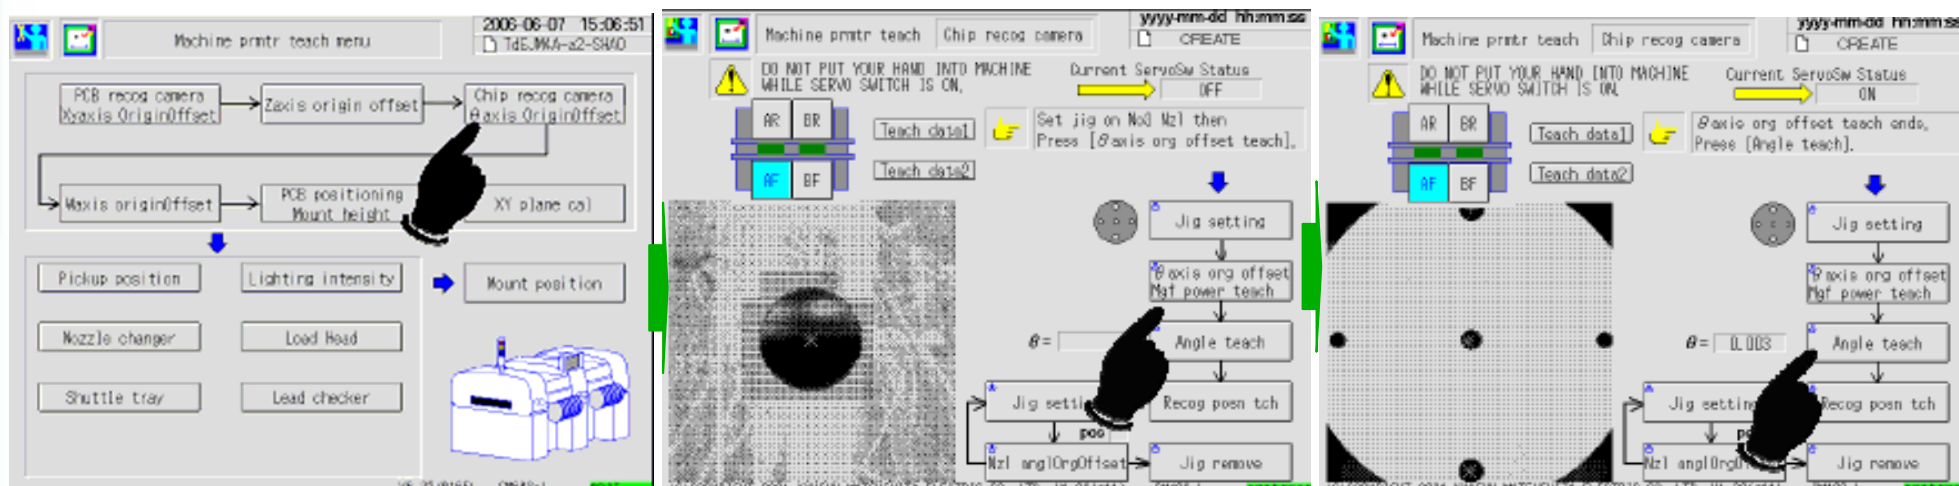 2006-06-07 15:06:51
Machine prmtr teach menu
PCB recog camera
Xyaxis OriginOffset
Zaxis origin offset
Chip recog camera
θaxis OriginOffset
Waxis originOffset
PCB positioning
Mount height
XY plane cal
Pickup position
Lighting intensity
Mount position
Nozzle changer
Load Head
Shuttle tray
Lead checker
yyyy-mm-dd hh:mm:ss
Machine prmtr teach
Chip recog camera
CREATE
DO NOT PUT YOUR HAND INTO MACHINE
WHILE SERVO SWITCH IS ON.
Current ServoSw Status
OFF
AR
BR
AF
BF
Teach data1
Teach data2
Set jig on No1 Nzl then
Press [θaxis org offset teach].
Jig setting
θaxis org offset
Mgf power teach
θ=
Angle teach
Jig setti
Recog posn tch
pos
Nzl anglOrgOffset
Jig remove
yyyy-mm-dd hh:mm:ss
Machine prmtr teach
Chip recog camera
CREATE
DO NOT PUT YOUR HAND INTO MACHINE
WHILE SERVO SWITCH IS ON.
Current ServoSw Status
ON
AR
BR
AF
BF
Teach data1
Teach data2
θaxis org offset teach ends,
Press [Angle teach].
Jig setting
θaxis org offset
Mgf power teach
θ= 0.003
Angle teach
Jig setting
Recog posn tch
Jig remove